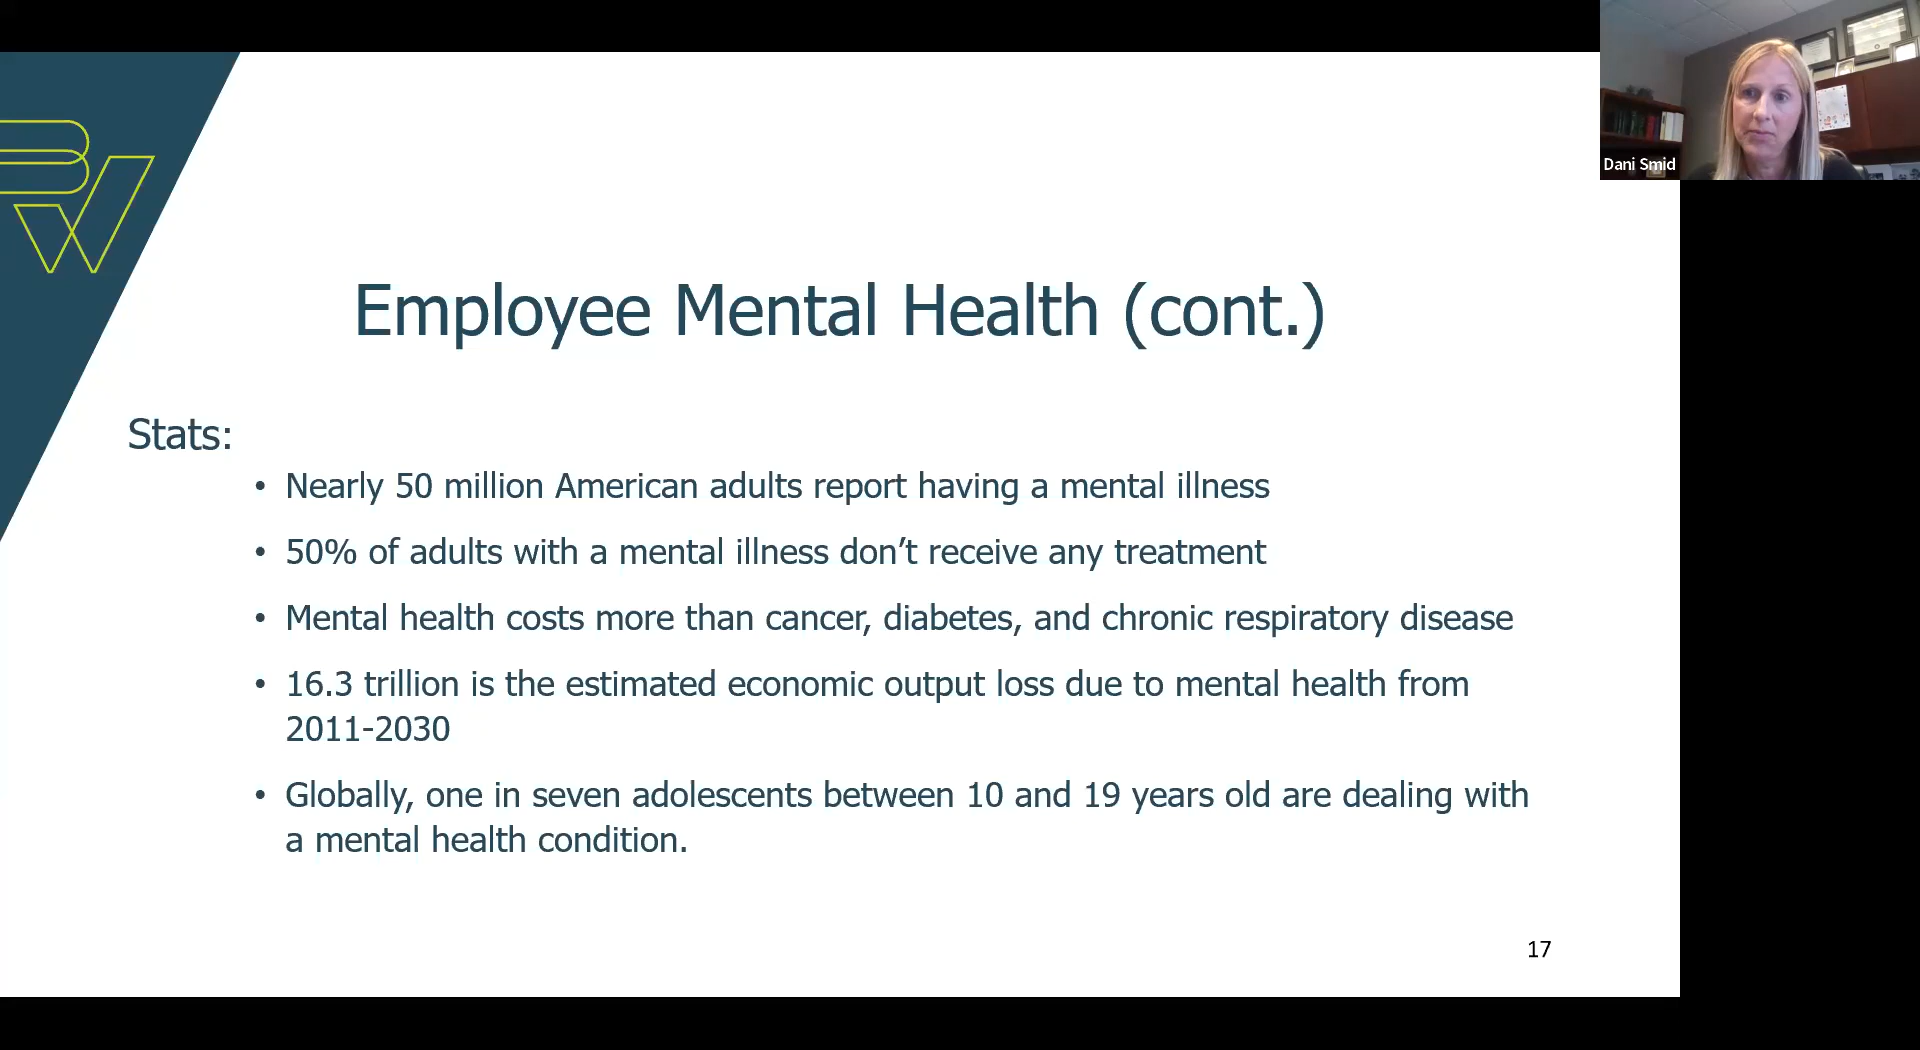 Dani Smid
Employee Mental Health (cont.)
Stats:
• Nearly 50 million American adults report having a mental illness
• 50% of adults with a mental illness don’t receive any treatment
• Mental health costs more than cancer, diabetes, and chronic respiratory disease
• 16.3 trillion is the estimated economic output loss due to mental health from
2011-2030
• Globally, one in seven adolescents between 10 and 19 years old are dealing with
a mental health condition.
17